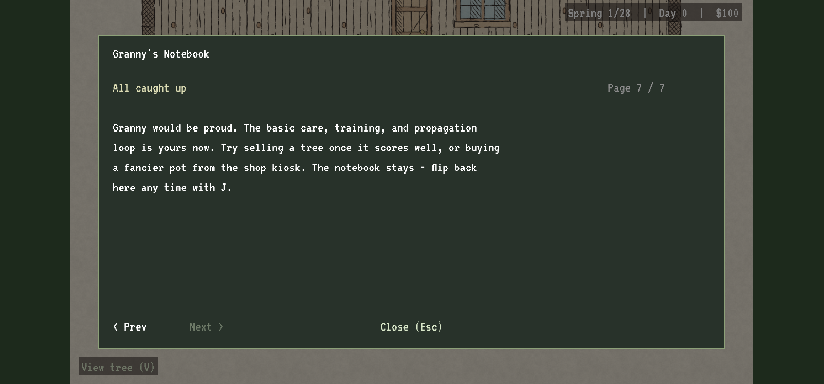 Spring 1/28 | Day 0 | $100
Granny's Notebook
All caught up
Page 7 / 7
Granny would be proud. The basic care, training, and propagation
loop is yours now. Try selling a tree once it scores well, or buying
a fancier pot from the shop kiosk. The notebook stays - flip back
here any time with J.
< Prev
Next >
Close (Esc)
View tree (V)